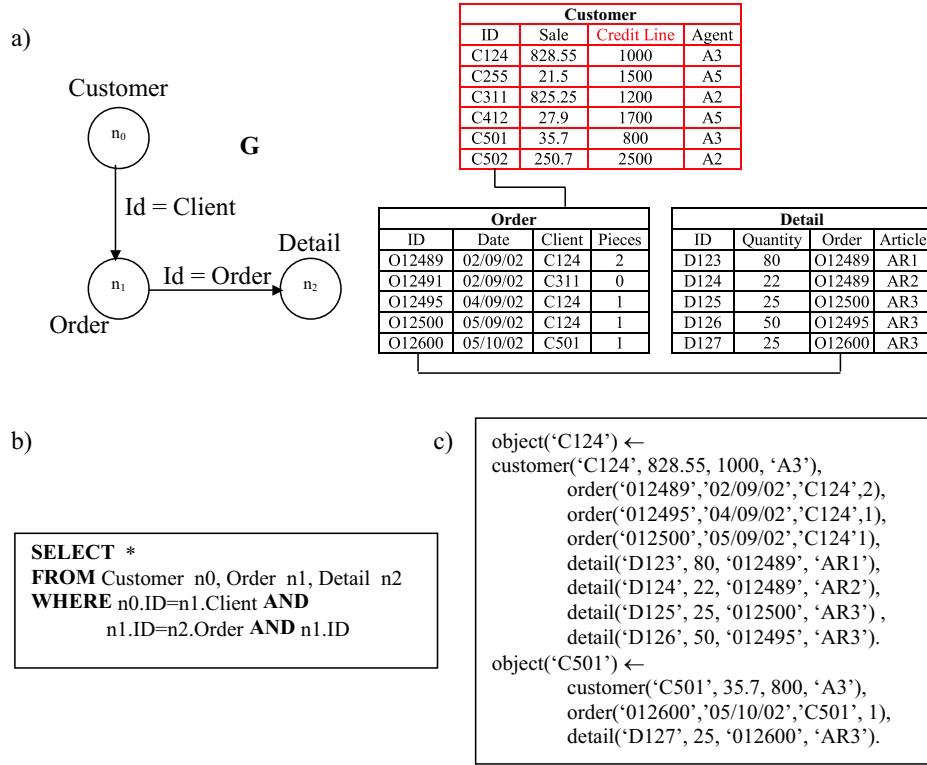 a)
Customer
n0
G
Id = Client
Detail
n1
Id = Order
n2
Order
Customer
ID Sale Credit Line Agent
C124 828.55 1000 A3
C255 21.5 1500 A5
C311 825.25 1200 A2
C412 27.9 1700 A5
C501 35.7 800 A3
C502 250.7 2500 A2
Order
ID Date Client Pieces
O12489 02/09/02 C124 2
O12491 02/09/02 C311 0
O12495 04/09/02 C124 1
O12500 05/09/02 C124 1
O12600 05/10/02 C501 1
Detail
ID Quantity Order Article
D123 80 O12489 AR1
D124 22 O12489 AR2
D125 25 O12500 AR3
D126 50 O12495 AR3
D127 25 O12600 AR3
b)
SELECT *
FROM Customer n0, Order n1, Detail n2
WHERE n0.ID=n1.Client AND
n1.ID=n2.Order AND n1.ID
c)
object(‘C124’) ←
customer(‘C124’, 828.55, 1000, ‘A3’),
order(‘012489’,’02/09/02’,’C124’,2),
order(‘012495’,’04/09/02’,’C124’,1),
order(‘012500’,’05/09/02’,’C124’1),
detail(‘D123’, 80, ‘012489’, ‘AR1’),
detail(‘D124’, 22, ‘012489’, ‘AR2’),
detail(‘D125’, 25, ‘012500’, ‘AR3’) ,
detail(‘D126’, 50, ‘012495’, ‘AR3’).
object(‘C501’) ←
customer(‘C501’, 35.7, 800, ‘A3’),
order(‘012600’,’05/10/02’,’C501’, 1),
detail(‘D127’, 25, ‘012600’, ‘AR3’).